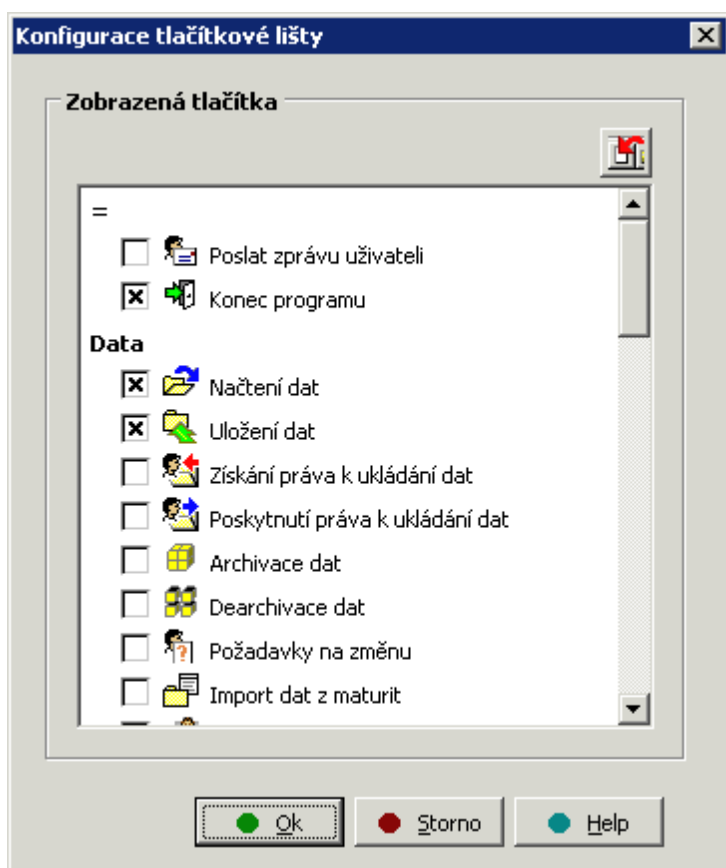 Konfigurace tlačítkové lišty
Zobrazená tlačítka
=
Poslat zprávu uživateli
Konec programu
Data
Načtení dat
Uložení dat
Získání práva k ukládání dat
Poskytnutí práva k ukládání dat
Archivace dat
Dearchivace dat
Požadavky na změnu
Import dat z maturit
Ok
Storno
Help